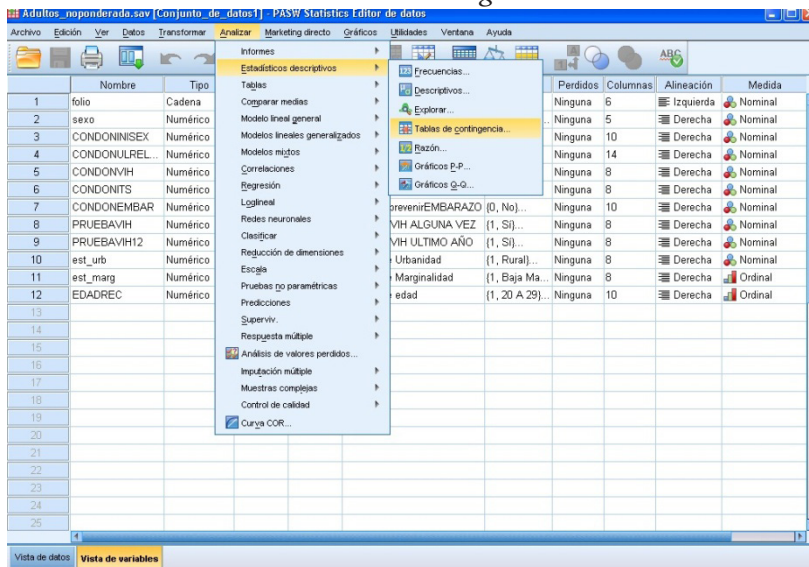 Adultos_noponderada.sav [Conjunto_de_datos1] - PASW Statistics Editor de datos
Archivo Edición Ver Datos Transformar Analizar Marketing directo Gráficos Utilidades Ventana Ayuda
Informes
Estadísticos descriptivos
Tablas
Comparar medias
Modelo lineal general
Modelos lineales generalizados
Modelos mixtos
Correlaciones
Regresión
Loglineal
Redes neuronales
Clasificar
Reducción de dimensiones
Escala
Pruebas no paramétricas
Predicciones
Superviv.
Respuesta múltiple
Análisis de valores perdidos...
Imputación múltiple
Muestras complejas
Control de calidad
Curva COR...
Frecuencias...
Descriptivos...
Explorar...
Tablas de contingencia...
Razón...
Gráficos P-P...
Gráficos Q-Q...
Nombre Tipo Perdidos Columnas Alineación Medida
1 folio Cadena Ninguna 6 Izquierda Nominal
2 sexo Numérico Ninguna 5 Derecha Nominal
3 CONDONINISEX Numérico Ninguna 10 Derecha Nominal
4 CONDONULREL... Numérico Ninguna 14 Derecha Nominal
5 CONDONVIH Numérico Ninguna 8 Derecha Nominal
6 CONDONITS Numérico Ninguna 8 Derecha Nominal
7 CONDONEMBAR Numérico prevenirEMBARAZO {0, No}... Ninguna 10 Derecha Nominal
8 PRUEBAVIH Numérico VIH ALGUNA VEZ {1, Sí}... Ninguna 8 Derecha Nominal
9 PRUEBAVIH12 Numérico VIH ULTIMO AÑO {1, Sí}... Ninguna 8 Derecha Nominal
10 est_urb Numérico Urbanidad {1, Rural}... Ninguna 8 Derecha Nominal
11 est_marg Numérico Marginalidad {1, Baja Ma... Ninguna 8 Derecha Ordinal
12 EDADREC Numérico edad {1, 20 A 29}... Ninguna 10 Derecha Ordinal
13
14
15
16
17
18
19
20
21
22
23
24
25
Vista de datos Vista de variables